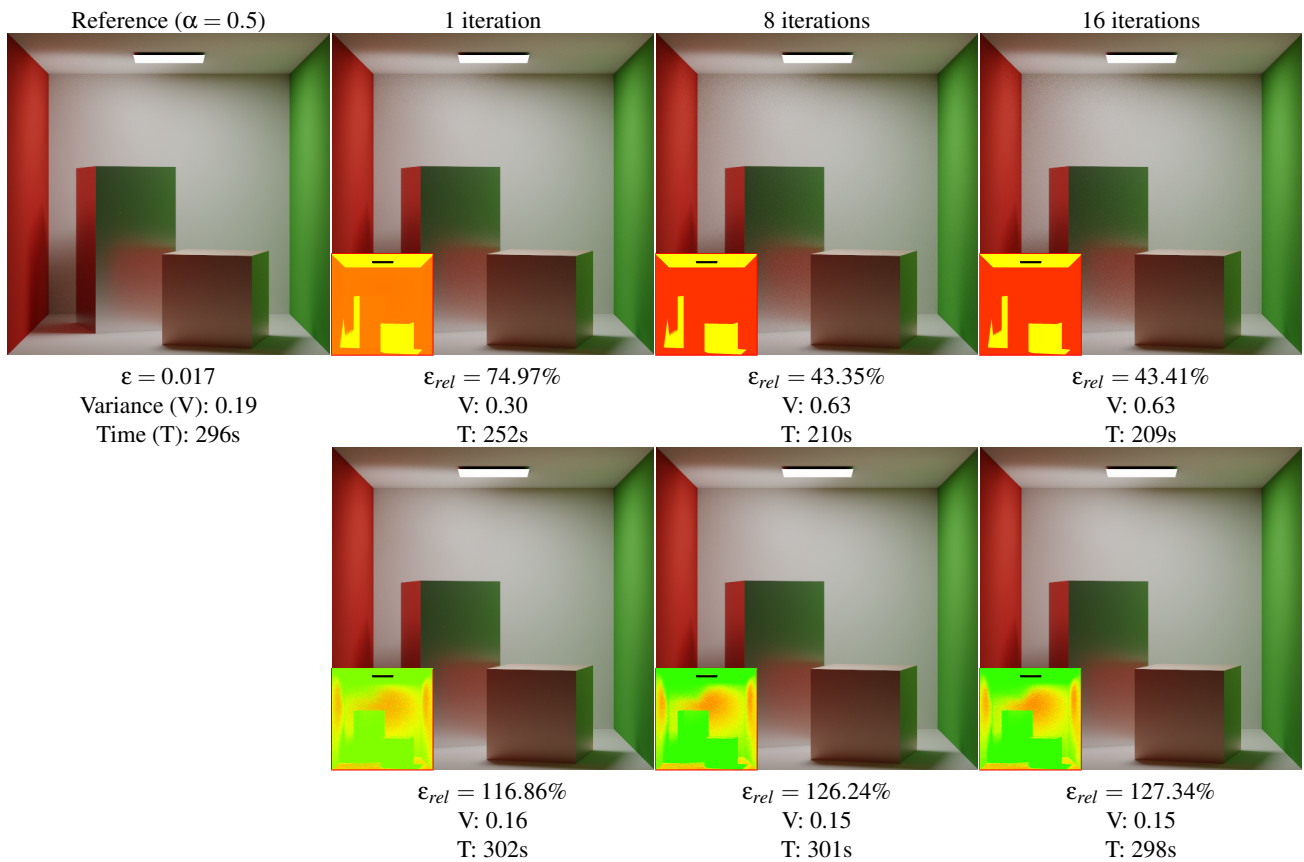 Reference (α = 0.5)
1 iteration
8 iterations
16 iterations
ε = 0.017
Variance (V): 0.19
Time (T): 296s
ε_rel = 74.97%
V: 0.30
T: 252s
ε_rel = 43.35%
V: 0.63
T: 210s
ε_rel = 43.41%
V: 0.63
T: 209s
ε_rel = 116.86%
V: 0.16
T: 302s
ε_rel = 126.24%
V: 0.15
T: 301s
ε_rel = 127.34%
V: 0.15
T: 298s